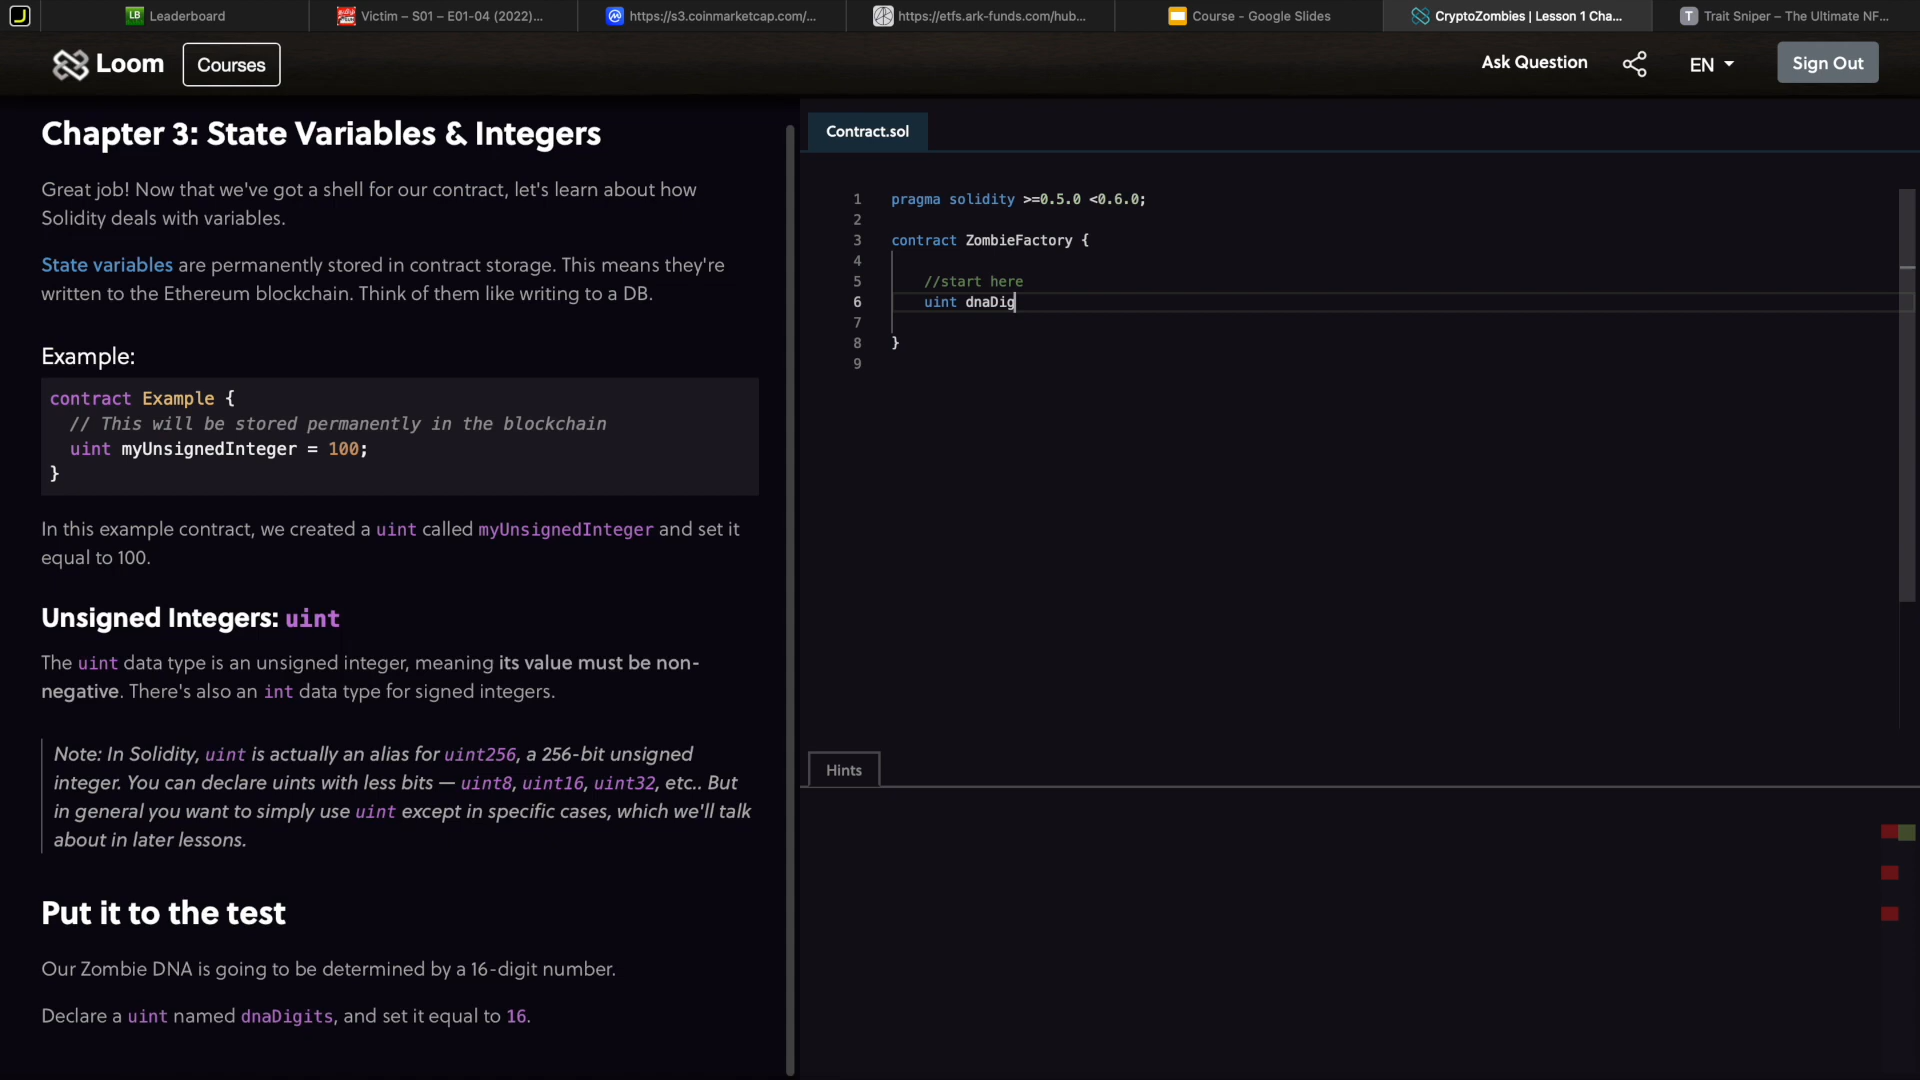 Leaderboard
Victim – S01 – E01-04 (2022)...
https://s3.coinmarketcap.com/...
https://etfs.ark-funds.com/hub...
Course - Google Slides
CryptoZombies | Lesson 1 Cha...
Trait Sniper – The Ultimate NF...
LB
T
Loom
Courses
Ask Question
EN
Sign Out
Chapter 3: State Variables & Integers
Great job! Now that we've got a shell for our contract, let's learn about how
Solidity deals with variables.
State variables are permanently stored in contract storage. This means they're
written to the Ethereum blockchain. Think of them like writing to a DB.
Example:
contract Example {
// This will be stored permanently in the blockchain
uint myUnsignedInteger = 100;
}
In this example contract, we created a uint called myUnsignedInteger and set it
equal to 100.
Unsigned Integers: uint
The uint data type is an unsigned integer, meaning its value must be non-
negative. There's also an int data type for signed integers.
Note: In Solidity, uint is actually an alias for uint256, a 256-bit unsigned
integer. You can declare uints with less bits — uint8, uint16, uint32, etc.. But
in general you want to simply use uint except in specific cases, which we'll talk
about in later lessons.
Put it to the test
Our Zombie DNA is going to be determined by a 16-digit number.
Declare a uint named dnaDigits, and set it equal to 16.
Contract.sol
1 pragma solidity >=0.5.0 <0.6.0;
2
3 contract ZombieFactory {
4
5 //start here
6 uint dnaDig
7
8 }
9
Hints